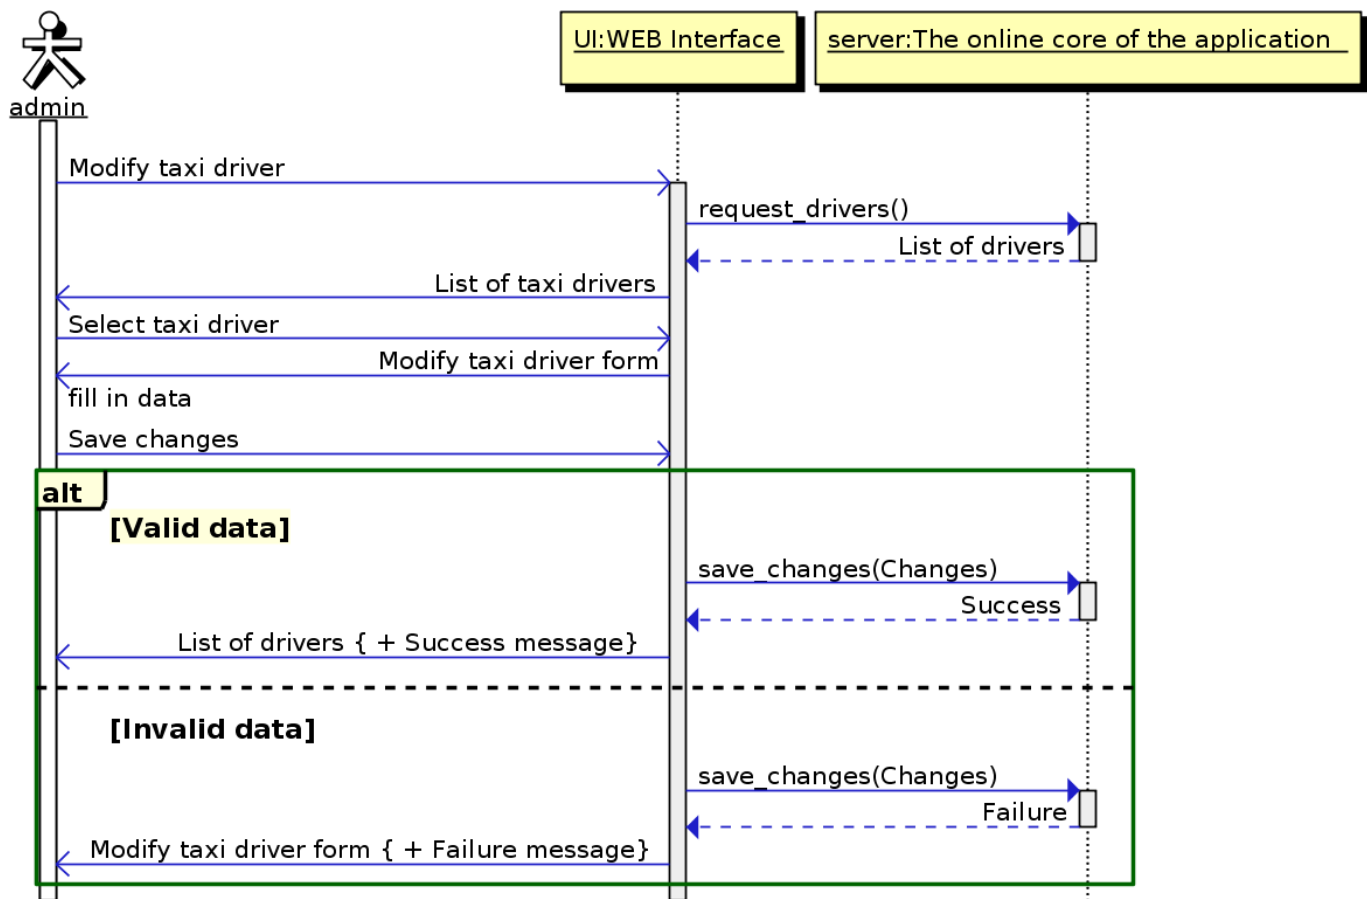 admin
UI:WEB Interface
server:The online core of the application
Modify taxi driver
request_drivers()
List of drivers
List of taxi drivers
Select taxi driver
Modify taxi driver form
fill in data
Save changes
alt
[Valid data]
save_changes(Changes)
Success
List of drivers { + Success message}
[Invalid data]
save_changes(Changes)
Failure
Modify taxi driver form { + Failure message}